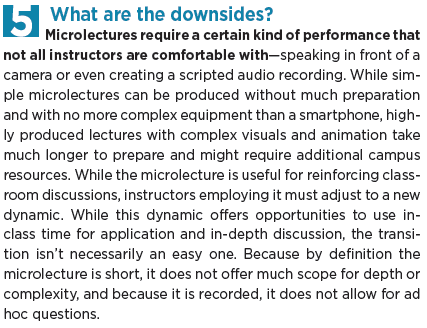 5 What are the downsides?
Microlectures require a certain kind of performance that
not all instructors are comfortable with—speaking in front of a
camera or even creating a scripted audio recording. While sim-
ple microlectures can be produced without much preparation
and with no more complex equipment than a smartphone, high-
ly produced lectures with complex visuals and animation take
much longer to prepare and might require additional campus
resources. While the microlecture is useful for reinforcing class-
room discussions, instructors employing it must adjust to a new
dynamic. While this dynamic offers opportunities to use in-
class time for application and in-depth discussion, the transi-
tion isn’t necessarily an easy one. Because by definition the
microlecture is short, it does not offer much scope for depth or
complexity, and because it is recorded, it does not allow for ad
hoc questions.